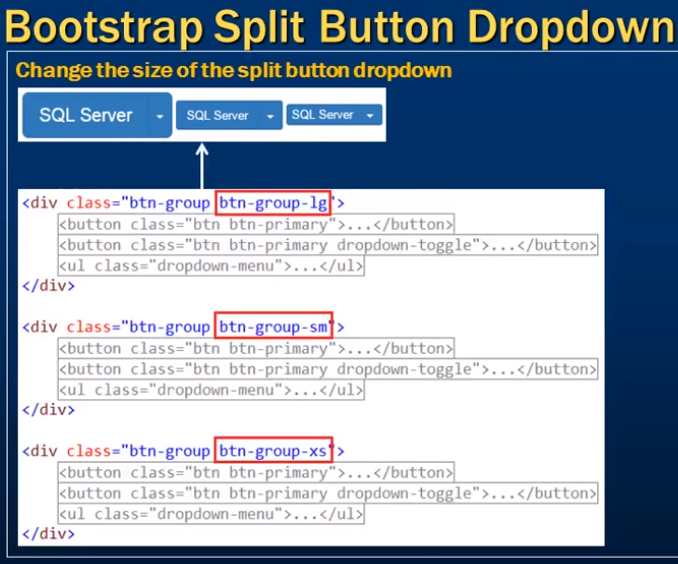 Bootstrap Split Button Dropdown
Change the size of the split button dropdown
SQL Server SQL Server SQL Server
<div class="btn-group btn-group-lg">
<button class="btn btn-primary">...</button>
<button class="btn btn-primary dropdown-toggle">...</button>
<ul class="dropdown-menu">...</ul>
</div>
<div class="btn-group btn-group-sm">
<button class="btn btn-primary">...</button>
<button class="btn btn-primary dropdown-toggle">...</button>
<ul class="dropdown-menu">...</ul>
</div>
<div class="btn-group btn-group-xs">
<button class="btn btn-primary">...</button>
<button class="btn btn-primary dropdown-toggle">...</button>
<ul class="dropdown-menu">...</ul>
</div>